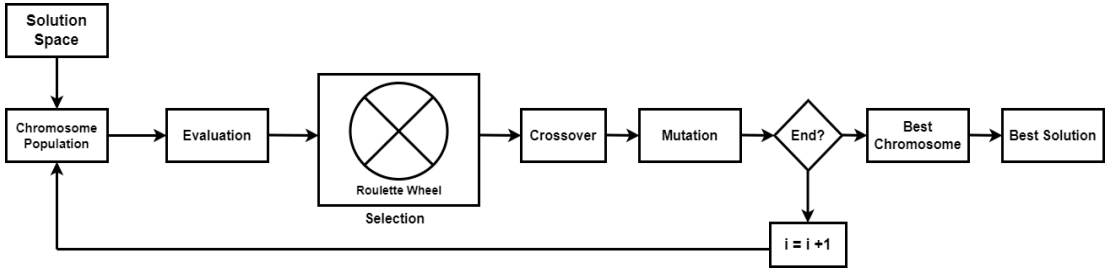 Solution
Space
Chromosome
Population
Evaluation
Roulette Wheel
Selection
Crossover
Mutation
End?
Best
Chromosome
Best Solution
i = i +1